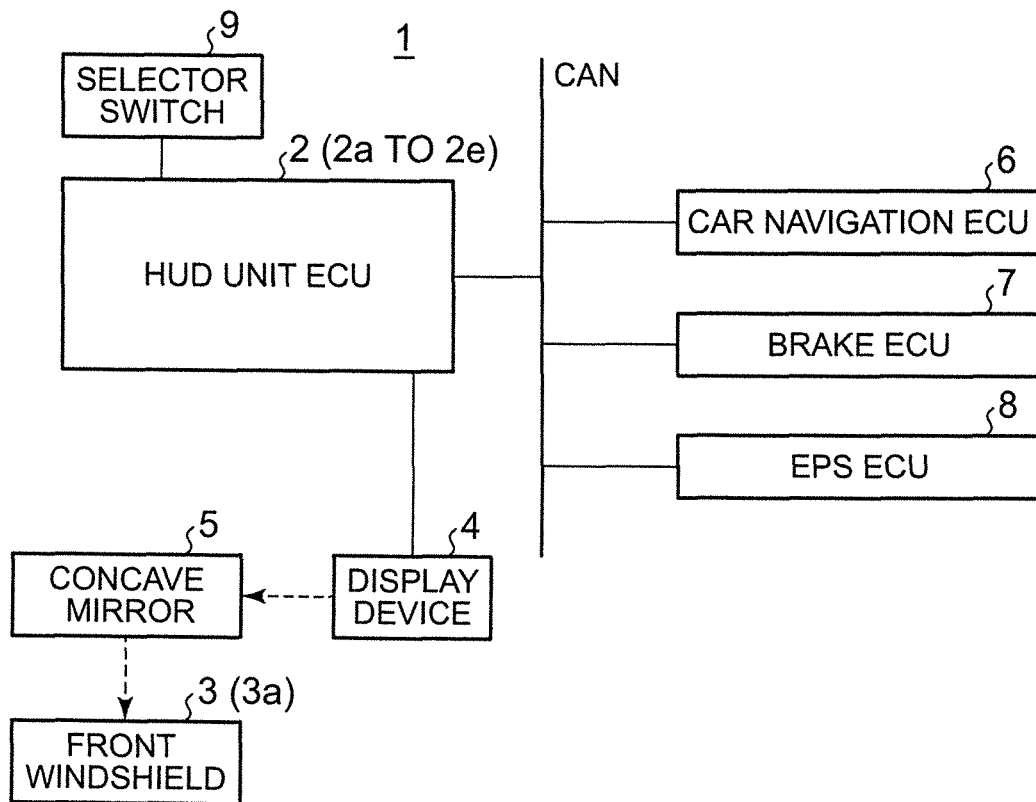 1
9
SELECTOR
SWITCH
CAN
2 (2a TO 2e)
HUD UNIT ECU
6
CAR NAVIGATION ECU
7
BRAKE ECU
8
EPS ECU
5
CONCAVE
MIRROR
4
DISPLAY
DEVICE
3 (3a)
FRONT
WINDSHIELD